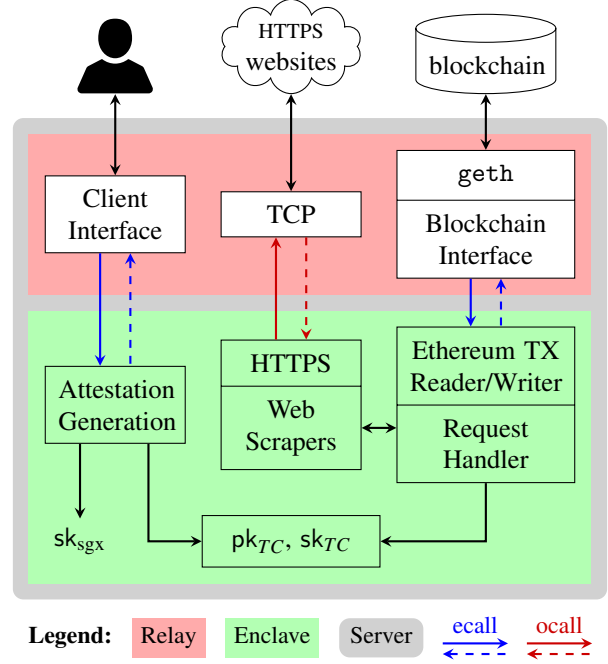 HTTPS
websites
blockchain
Client
Interface
TCP
geth
Blockchain
Interface
Attestation
Generation
HTTPS
Web
Scrapers
Ethereum TX
Reader/Writer
Request
Handler
sk_sgx
pk_TC, sk_TC
Legend: Relay Enclave Server ecall ocall